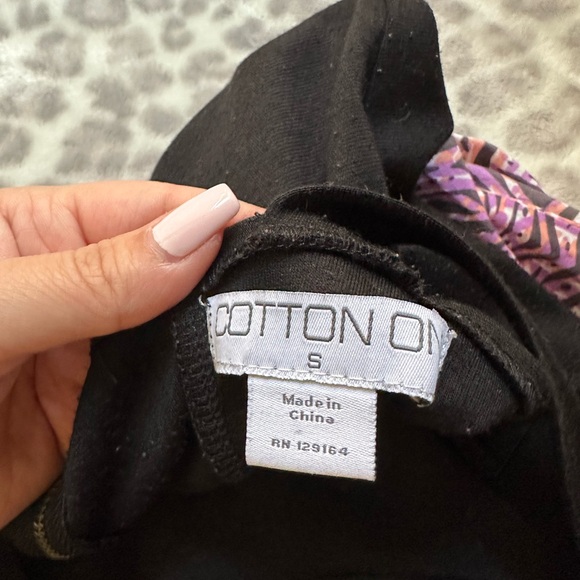 COTTON ON
S
Made in
China
RN 129164